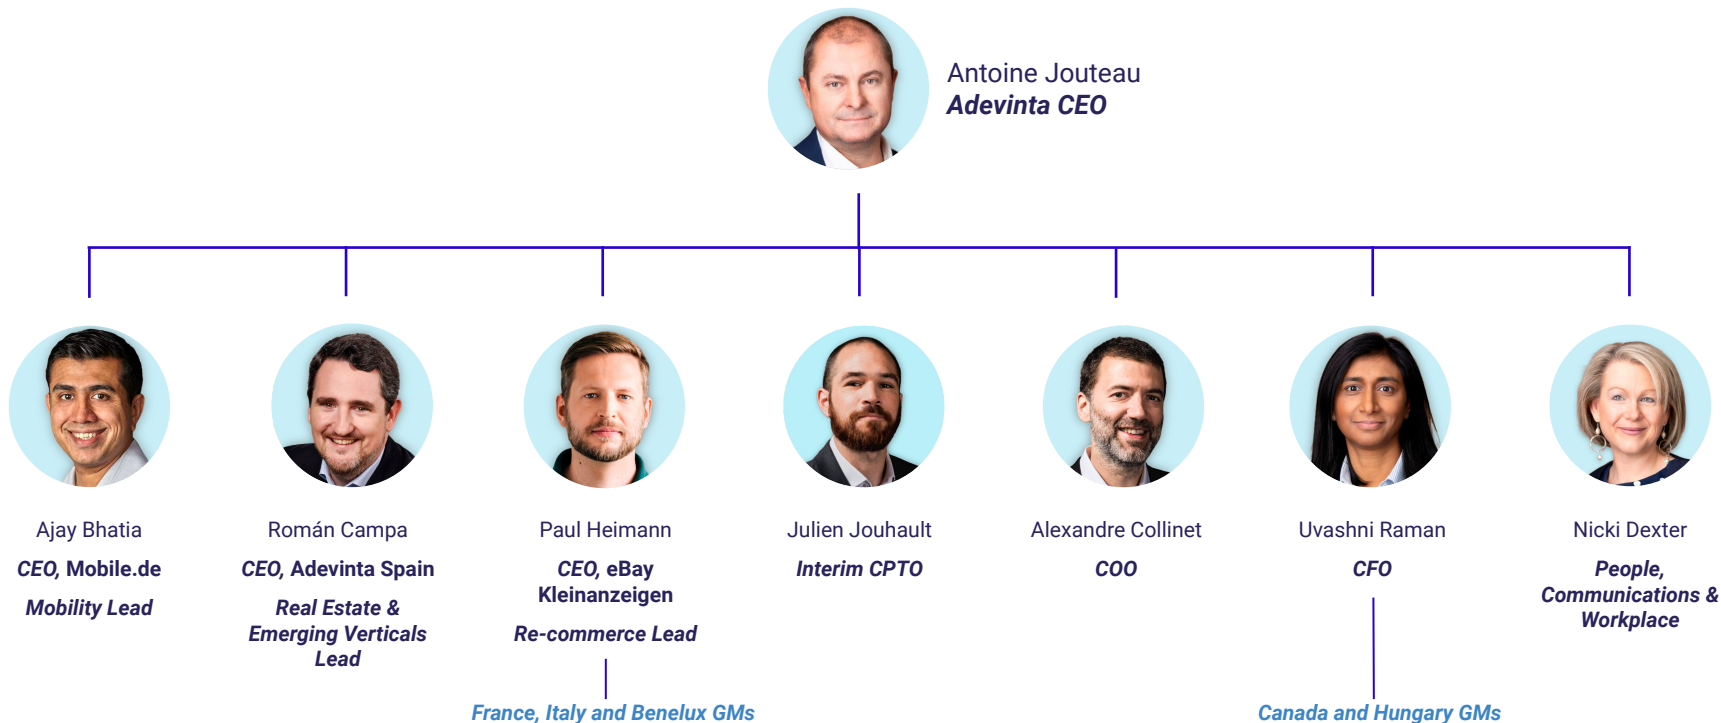 Antoine Jouteau
Adevinta CEO
Ajay Bhatia
CEO, Mobile.de
Mobility Lead
Román Campa
CEO, Adevinta Spain
Real Estate &
Emerging Verticals
Lead
Paul Heimann
CEO, eBay
Kleinanzeigen
Re-commerce Lead
France, Italy and Benelux GMs
Julien Jouhault
Interim CPTO
Alexandre Collinet
COO
Uvashni Raman
CFO
Canada and Hungary GMs
Nicki Dexter
People,
Communications &
Workplace